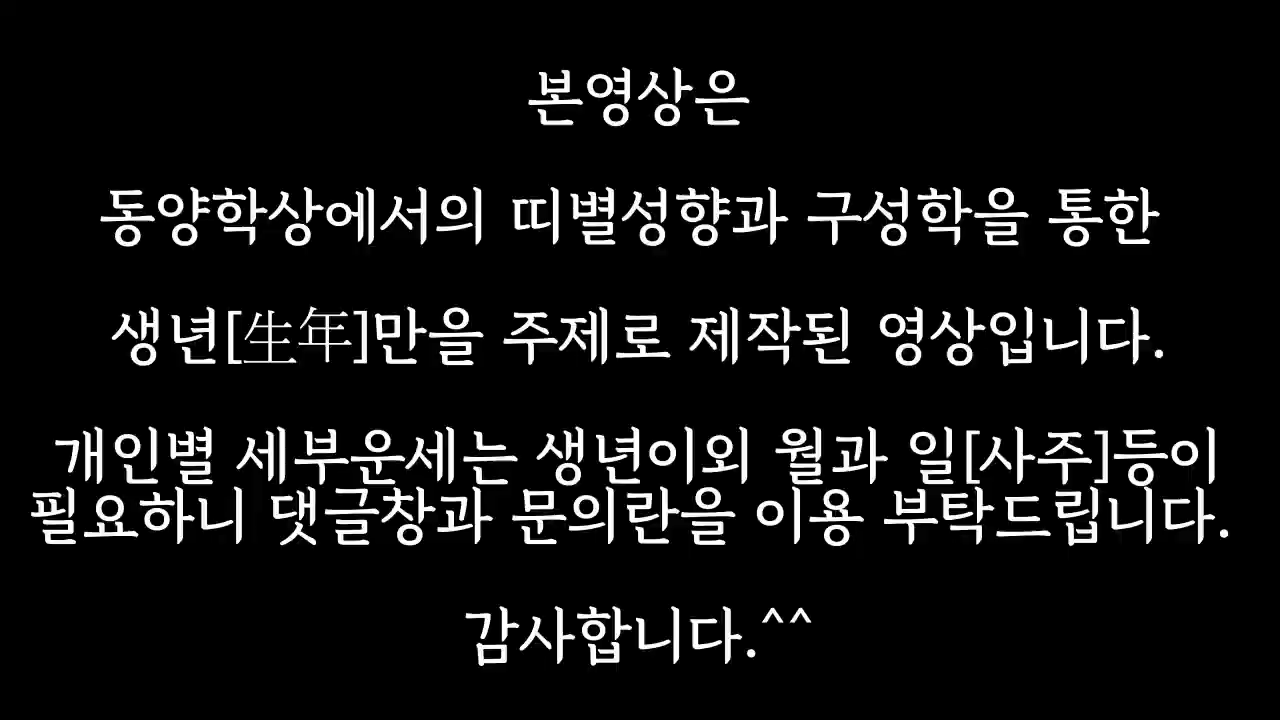 본영상은
동양학상에서의 띠별성향과 구성학을 통한
생년[生年]만을 주제로 제작된 영상입니다.
개인별 세부운세는 생년이외 월과 일[사주]등이
필요하니 댓글창과 문의란을 이용 부탁드립니다.
감사합니다.^^